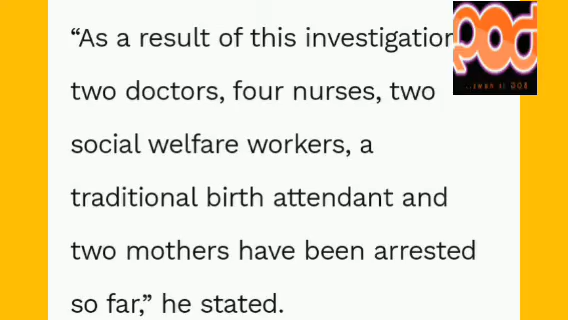 “As a result of this investigation
two doctors, four nurses, two
social welfare workers, a
traditional birth attendant and
two mothers have been arrested
so far,” he stated.